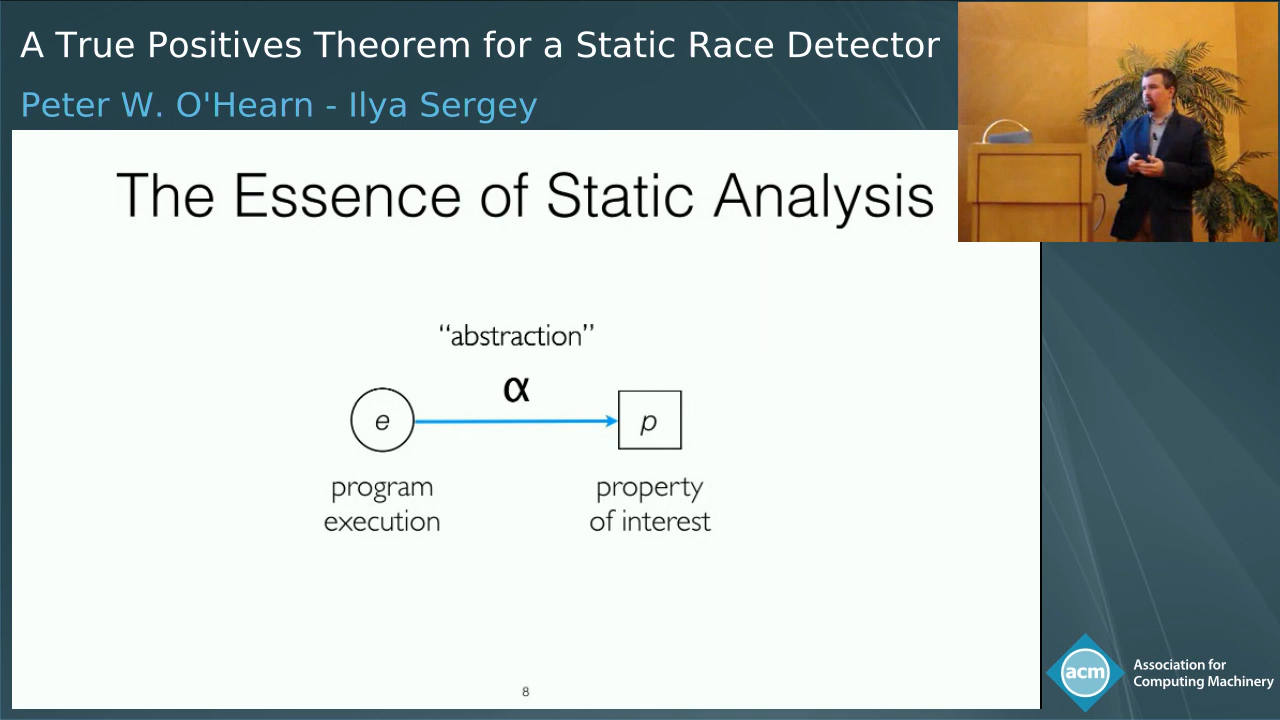 A True Positives Theorem for a Static Race Detector
Peter W. O'Hearn - Ilya Sergey
The Essence of Static Analysis
“abstraction”
α
e
p
program
execution
property
of interest
8
acm
Association for
Computing Machinery